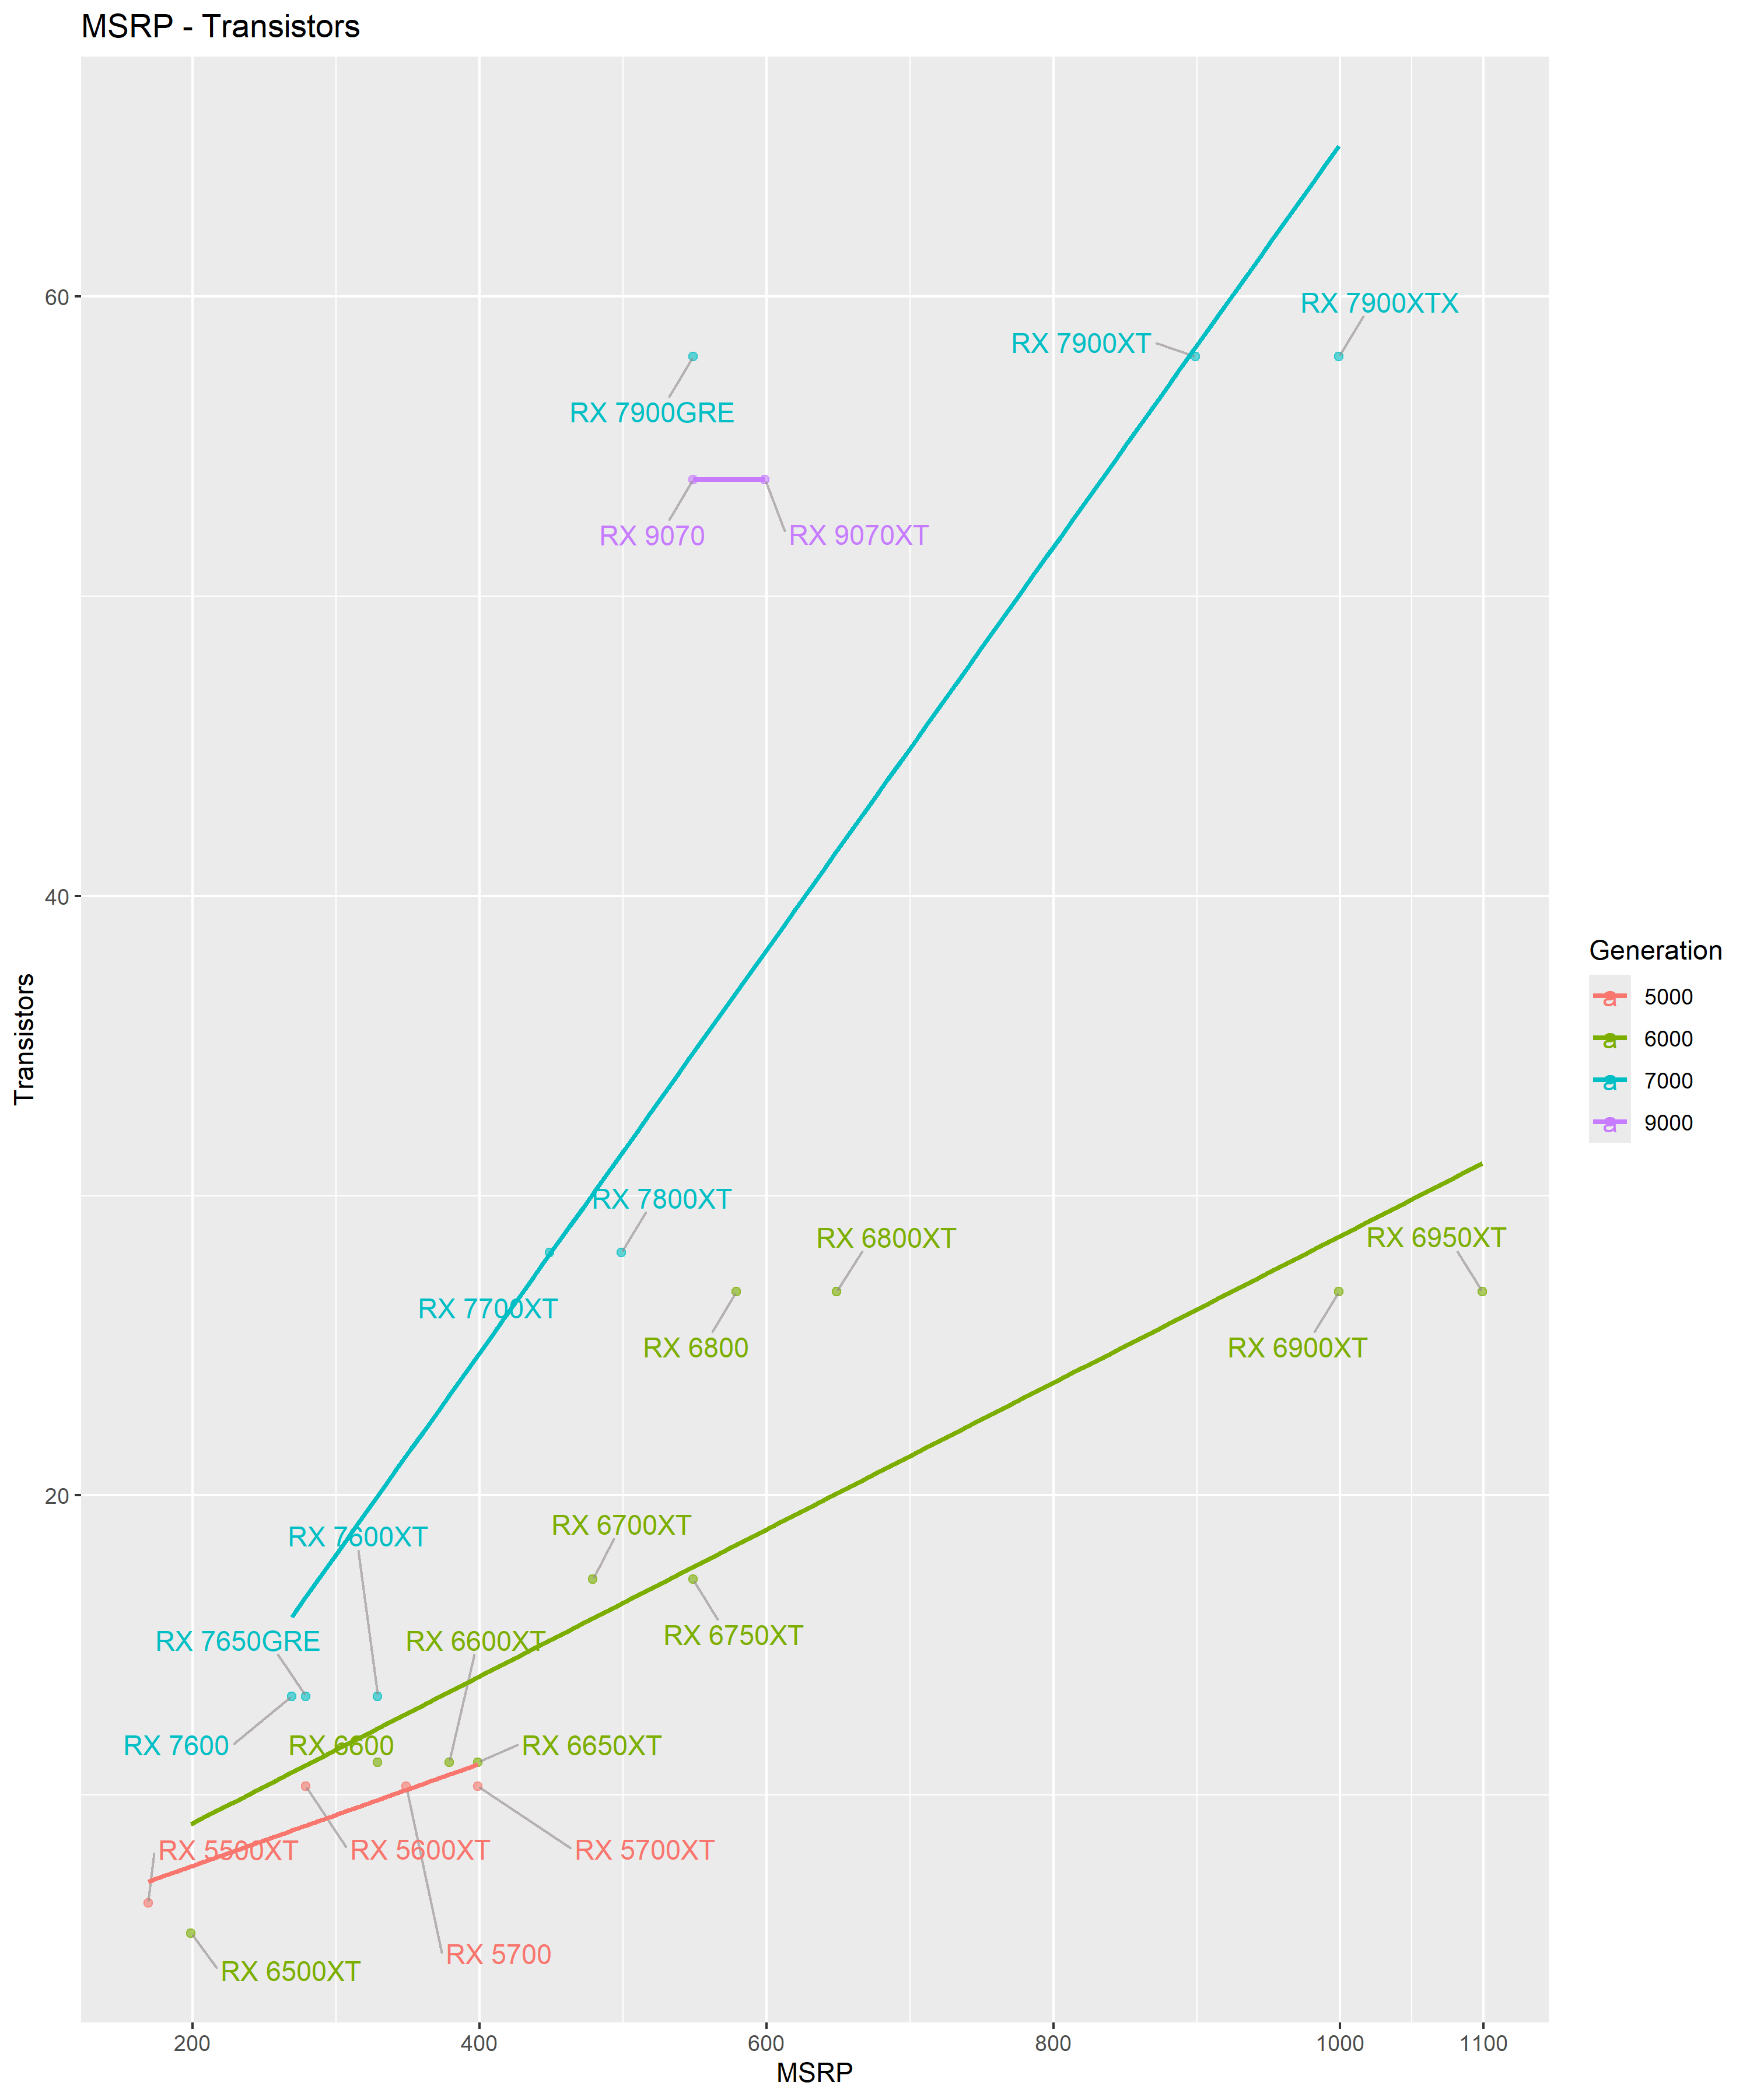 MSRP - Transistors
60
RX 7900XTX
RX 7900XT
RX 7900GRE
RX 9070
RX 9070XT
40
Transistors
Generation
a 5000
a 6000
a 7000
a 9000
RX 7800XT
RX 6800XT
RX 6950XT
RX 7700XT
RX 6800
RX 6900XT
20
RX 6700XT
RX 7600XT
RX 6750XT
RX 7650GRE
RX 6600XT
RX 7600
RX 6600
RX 6650XT
RX 5500XT
RX 5600XT
RX 5700XT
RX 5700
RX 6500XT
200
400
600
800
1000
1100
MSRP